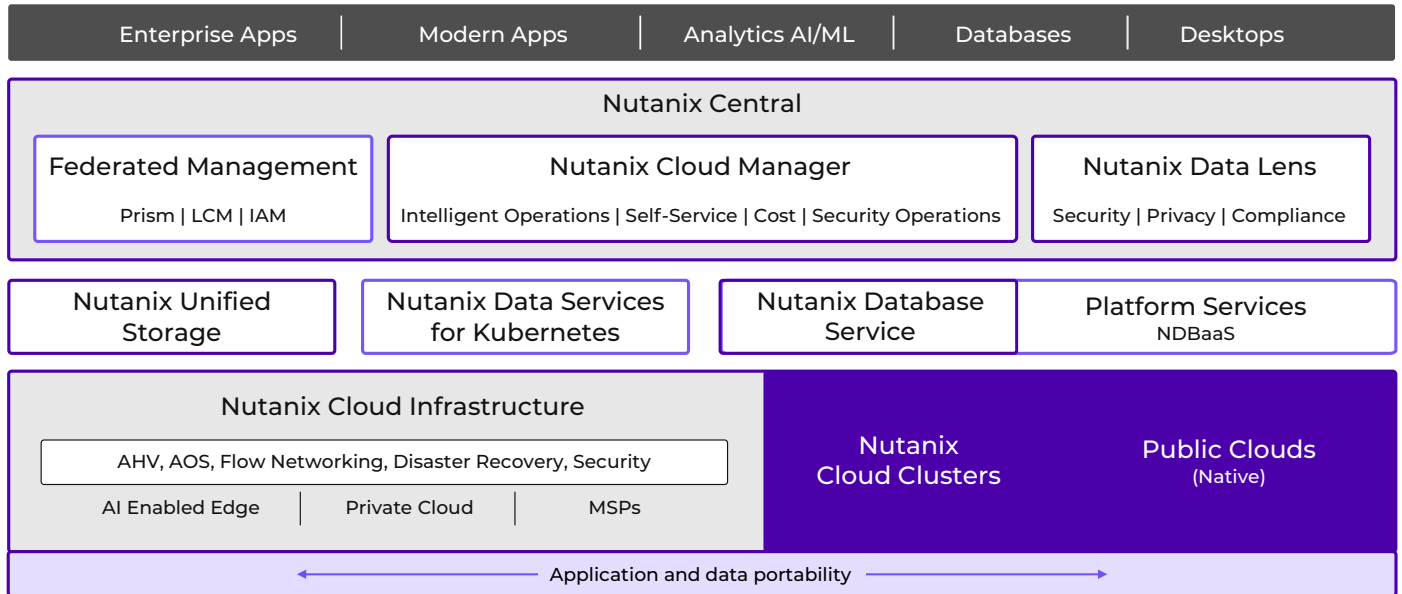 Enterprise Apps | Modern Apps | Analytics AI/ML | Databases | Desktops
Nutanix Central
Federated Management
Prism | LCM | IAM
Nutanix Cloud Manager
Intelligent Operations | Self-Service | Cost | Security Operations
Nutanix Data Lens
Security | Privacy | Compliance
Nutanix Unified
Storage
Nutanix Data Services
for Kubernetes
Nutanix Database
Service
Platform Services
NDBaaS
Nutanix Cloud Infrastructure
AHV, AOS, Flow Networking, Disaster Recovery, Security
AI Enabled Edge | Private Cloud | MSPs
Nutanix
Cloud Clusters
Public Clouds
(Native)
Application and data portability